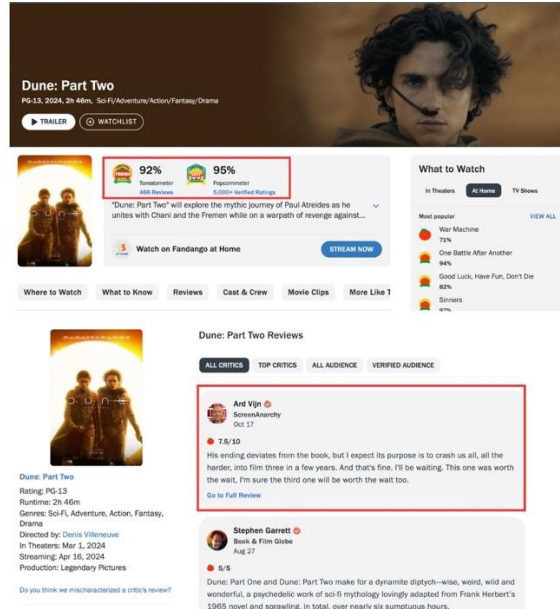 Dune: Part Two
PG-13, 2024, 2h 46m, Sci-Fi/Adventure/Action/Fantasy/Drama
TRAILER
WATCHLIST
92%
Tomatometer
466 Reviews
95%
Popcornmeter
5,000+ Verified Ratings
"Dune: Part Two" will explore the mythic journey of Paul Atreides as he
unites with Chani and the Fremen while on a warpath of revenge against...
Watch on Fandango at Home
STREAM NOW
What to Watch
In Theaters
At Home
TV Shows
Most popular
VIEW ALL
War Machine
71%
One Battle After Another
94%
Good Luck, Have Fun, Don't Die
82%
Sinners
97%
Where to Watch
What to Know
Reviews
Cast & Crew
Movie Clips
More Like T
DUNE
Dune: Part Two
Rating: PG-13
Runtime: 2h 46m
Genres: Sci-Fi, Adventure, Action, Fantasy,
Drama
Directed by: Denis Villeneuve
In Theaters: Mar 1, 2024
Streaming: Apr 16, 2024
Production: Legendary Pictures
Do you think we mischaracterized a critic's review?
Dune: Part Two Reviews
ALL CRITICS
TOP CRITICS
ALL AUDIENCE
VERIFIED AUDIENCE
Ard Vijn
ScreenAnarchy
Oct 17
7.5/10
His ending deviates from the book, but I expect its purpose is to crash us all, all the
harder, into film three in a few years. And that's fine. I'll be waiting. This one was worth
the wait, I'm sure the third one will be worth the wait too.
Go to Full Review
Stephen Garrett
Book & Film Globe
Aug 27
5/5
Dune: Part One and Dune: Part Two make for a dynamite diptych—wise, weird, wild and
wonderful, a psychedelic work of sci-fi mythology lovingly adapted from Frank Herbert's
1965 novel and sprawling, in total, over nearly six sumptuous hours.